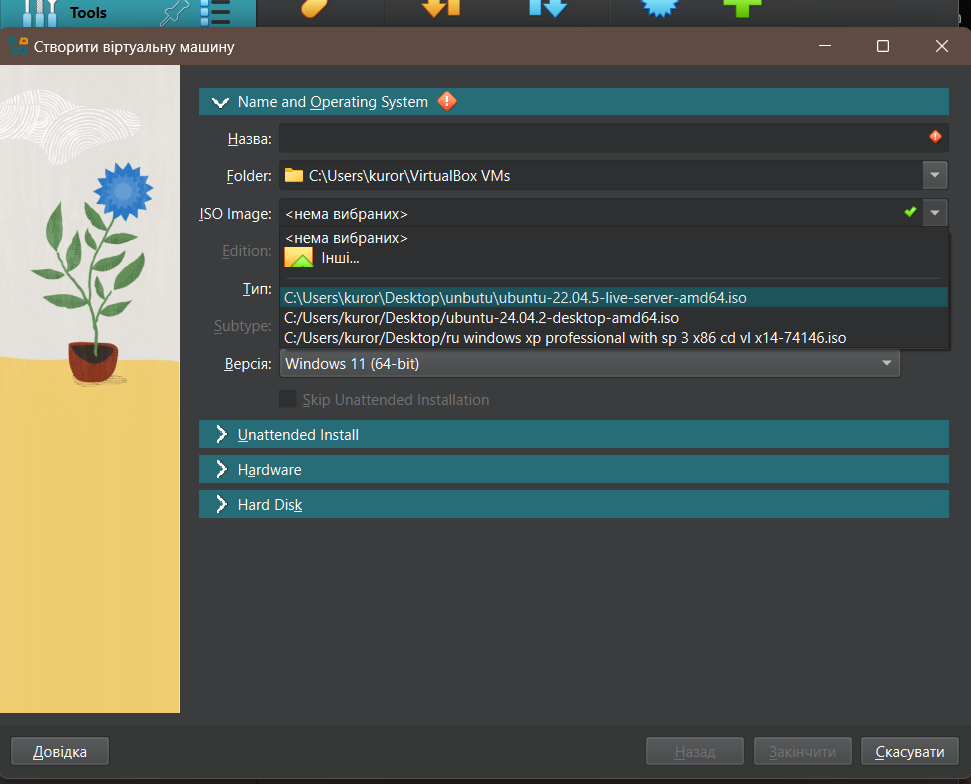 Tools
Створити віртуальну машину
Name and Operating System
Назва:
Folder: C:\Users\kuror\VirtualBox VMs
ISO Image: <нема вибраних>
<нема вибраних>
Edition:
Інші...
Тип:
C:\Users\kuror\Desktop\unbutu\ubuntu-22.04.5-live-server-amd64.iso
Subtype: C:/Users/kuror/Desktop/ubuntu-24.04.2-desktop-amd64.iso
C:/Users/kuror/Desktop/ru windows xp professional with sp 3 x86 cd vl x14-74146.iso
Версія: Windows 11 (64-bit)
Skip Unattended Installation
Unattended Install
Hardware
Hard Disk
Довідка Назад Закінчити Скасувати